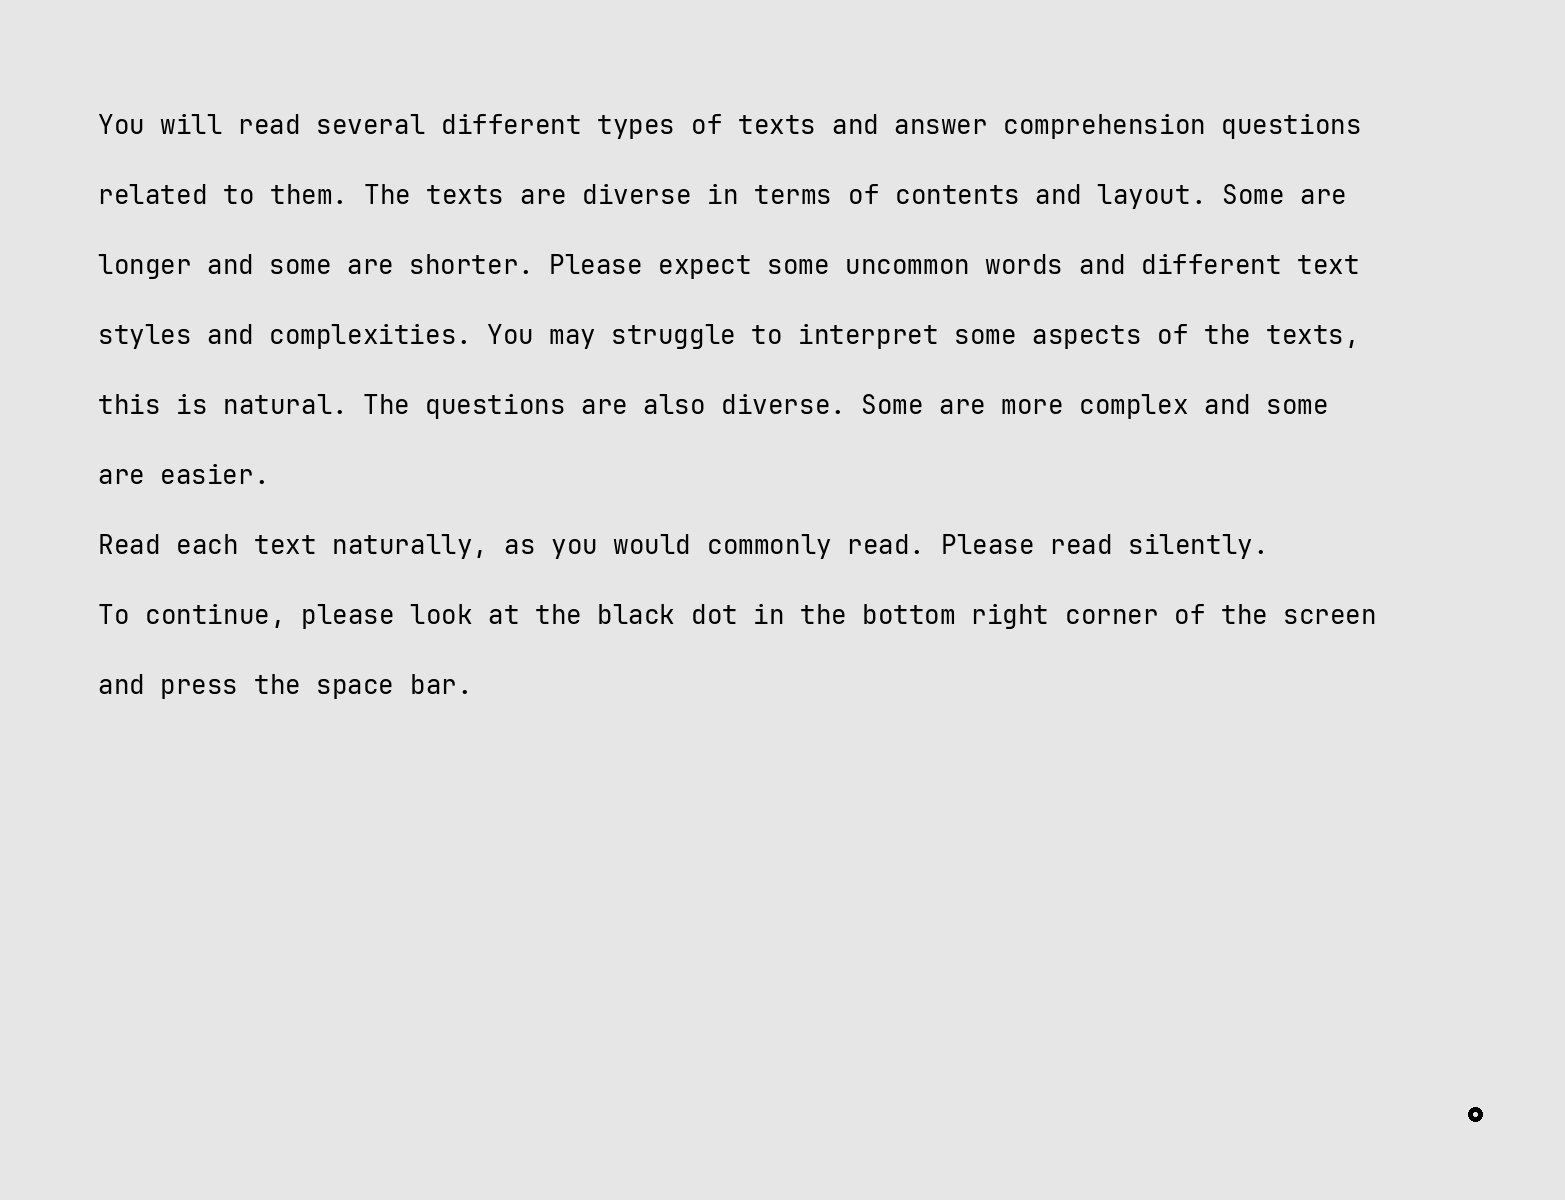 You will read several different types of texts and answer comprehension questions
related to them. The texts are diverse in terms of contents and layout. Some are
longer and some are shorter. Please expect some uncommon words and different text
styles and complexities. You may struggle to interpret some aspects of the texts,
this is natural. The questions are also diverse. Some are more complex and some
are easier.
Read each text naturally, as you would commonly read. Please read silently.
To continue, please look at the black dot in the bottom right corner of the screen
and press the space bar.